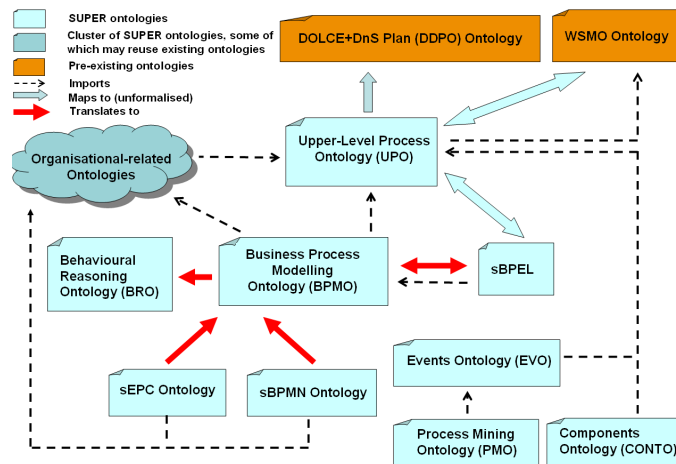 SUPER ontologies
Cluster of SUPER ontologies, some of
which may reuse existing ontologies
Pre-existing ontologies
Imports
Maps to (unformalised)
Translates to
DOLCE+DnS Plan (DDPO) Ontology
WSMO Ontology
Upper-Level Process
Ontology (UPO)
Organisational-related
Ontologies
Behavioural
Reasoning
Ontology (BRO)
Business Process
Modelling
Ontology (BPMO)
sBPEL
sEPC Ontology
sBPMN Ontology
Events Ontology (EVO)
Process Mining
Ontology (PMO)
Components
Ontology (CONTO)